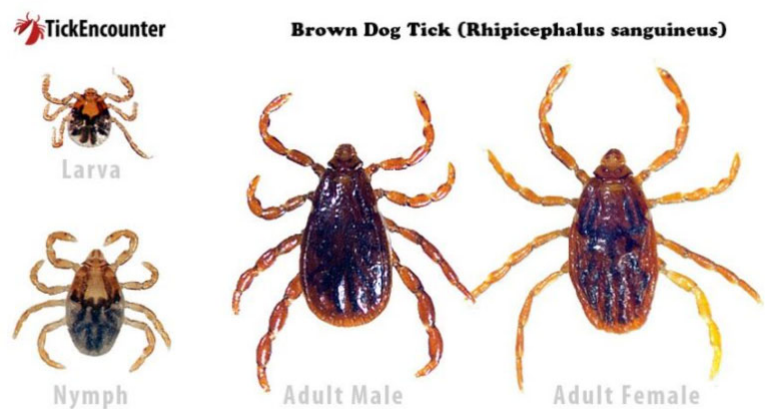 TickEncounter
Brown Dog Tick (Rhipicephalus sanguineus)
Larva
Nymph
Adult Male
Adult Female